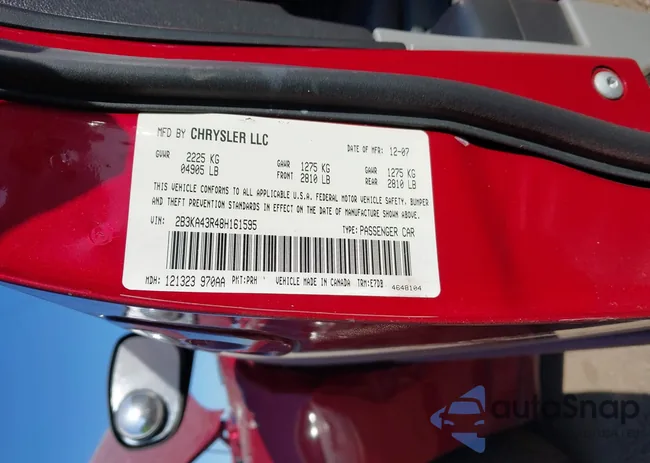 MFD BY CHRYSLER LLC DATE OF MFR: 12-07
GVWR 2225 KG 04905 LB GAWR FRONT 1275 KG 2810 LB GAWR REAR 1275 KG 2810 LB
THIS VEHICLE CONFORMS TO ALL APPLICABLE U.S.A. FEDERAL MOTOR VEHICLE SAFETY, BUMPER
AND THEFT PREVENTION STANDARDS IN EFFECT ON THE DATE OF MANUFACTURE SHOWN ABOVE.
VIN: 2B3KA43R48H161595 TYPE: PASSENGER CAR
MDH: 121323 970AA PNT: PRH VEHICLE MADE IN CANADA TRM: E7DB
4648104
autoSnap